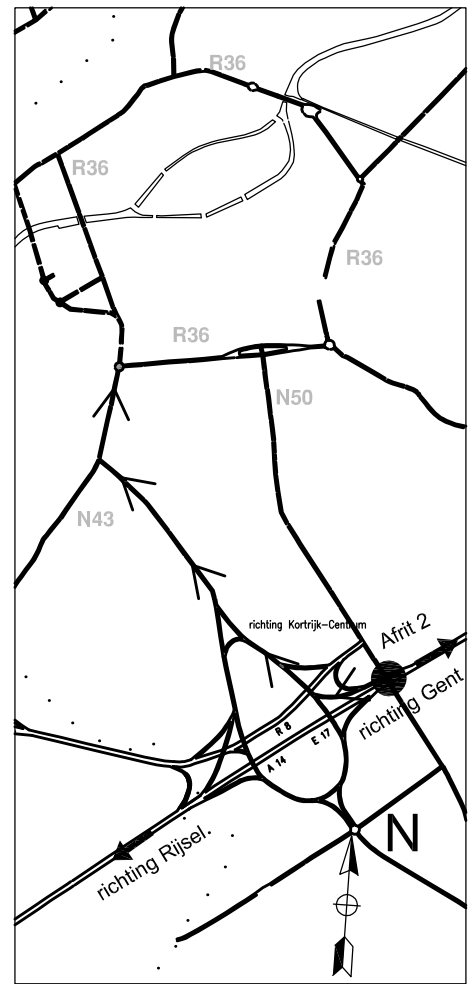 R36
R36
R36
R36
N50
N43
richting Kortrijk-Centrum
Afrit 2
richting Gent
R 8
E 17
A 14
N
richting Rijsel.